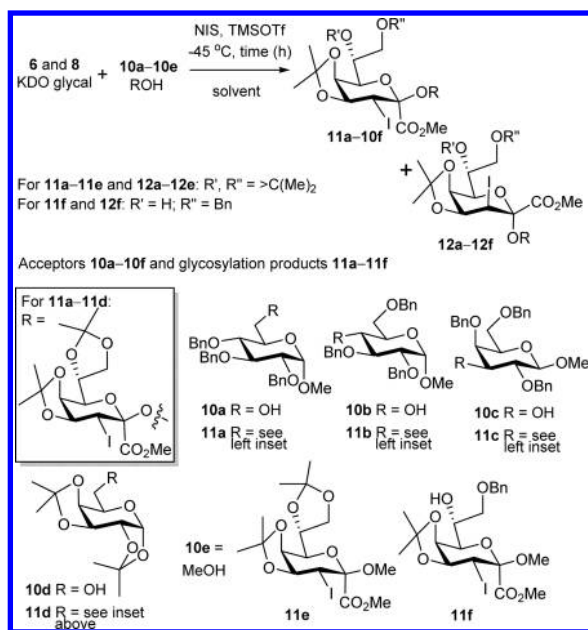 NIS, TMSOTf
-45 °C, time (h)
solvent
6 and 8
KDO glycal
+
10a–10e
ROH
R'O
OR"
O
O
O
OR
I
CO2Me
11a–10f
+
For 11a–11e and 12a–12e: R', R" = >C(Me)2
For 11f and 12f: R' = H; R" = Bn
R'O
OR"
O
O
I
O
CO2Me
OR
12a–12f
Acceptors 10a–10f and glycosylation products 11a–11f
For 11a–11d:
R =
O
O
O
O
O
O
I
CO2Me
R
BnO
BnO
O
BnO
OMe
10a R = OH
11a R = see
left inset
OBn
R
BnO
O
BnO
OMe
10b R = OH
11b R = see
left inset
BnO
OBn
R
O
OMe
OBn
10c R = OH
11c R = see
left inset
R
O
O
O
O
O
10d R = OH
11d R = see inset
above
10e =
MeOH
O
O
O
O
O
OMe
I
CO2Me
11e
HO
OBn
O
O
O
OMe
I
CO2Me
11f